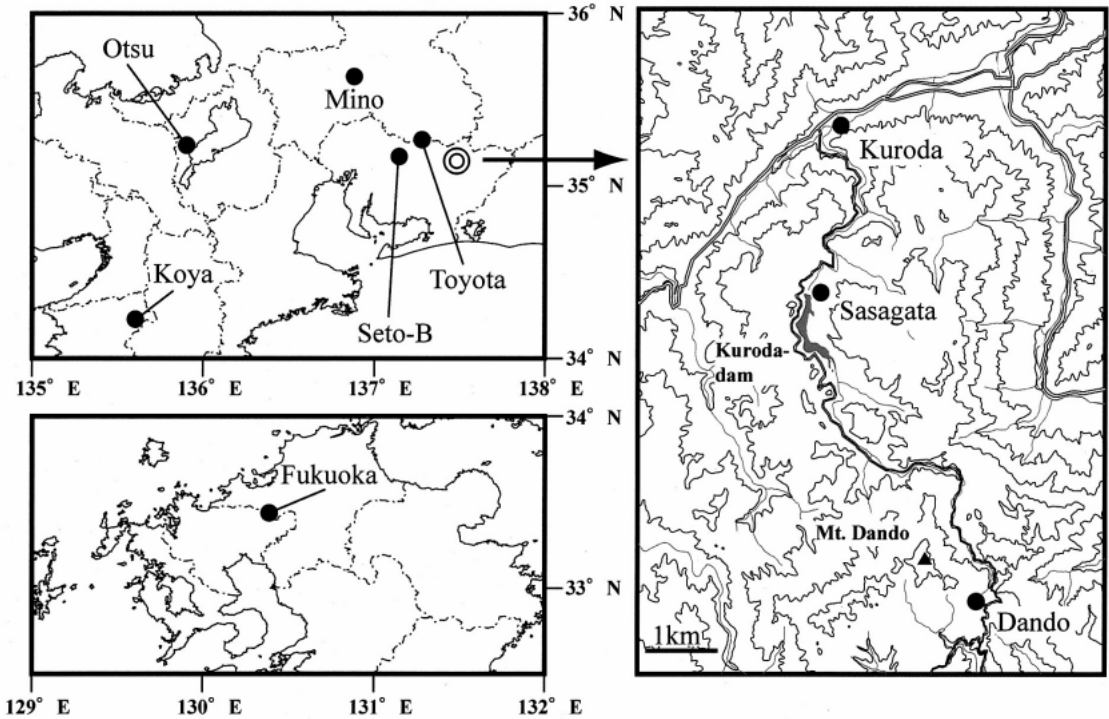 36° N
Otsu
Mino
Kuroda
35° N
Koya
Toyota
Sasagata
Seto-B
Kuroda-
dam
34° N
135° E
136° E
137° E
138° E
34° N
Fukuoka
Mt. Dando
33° N
Dando
1km
129° E
130° E
131° E
132° E